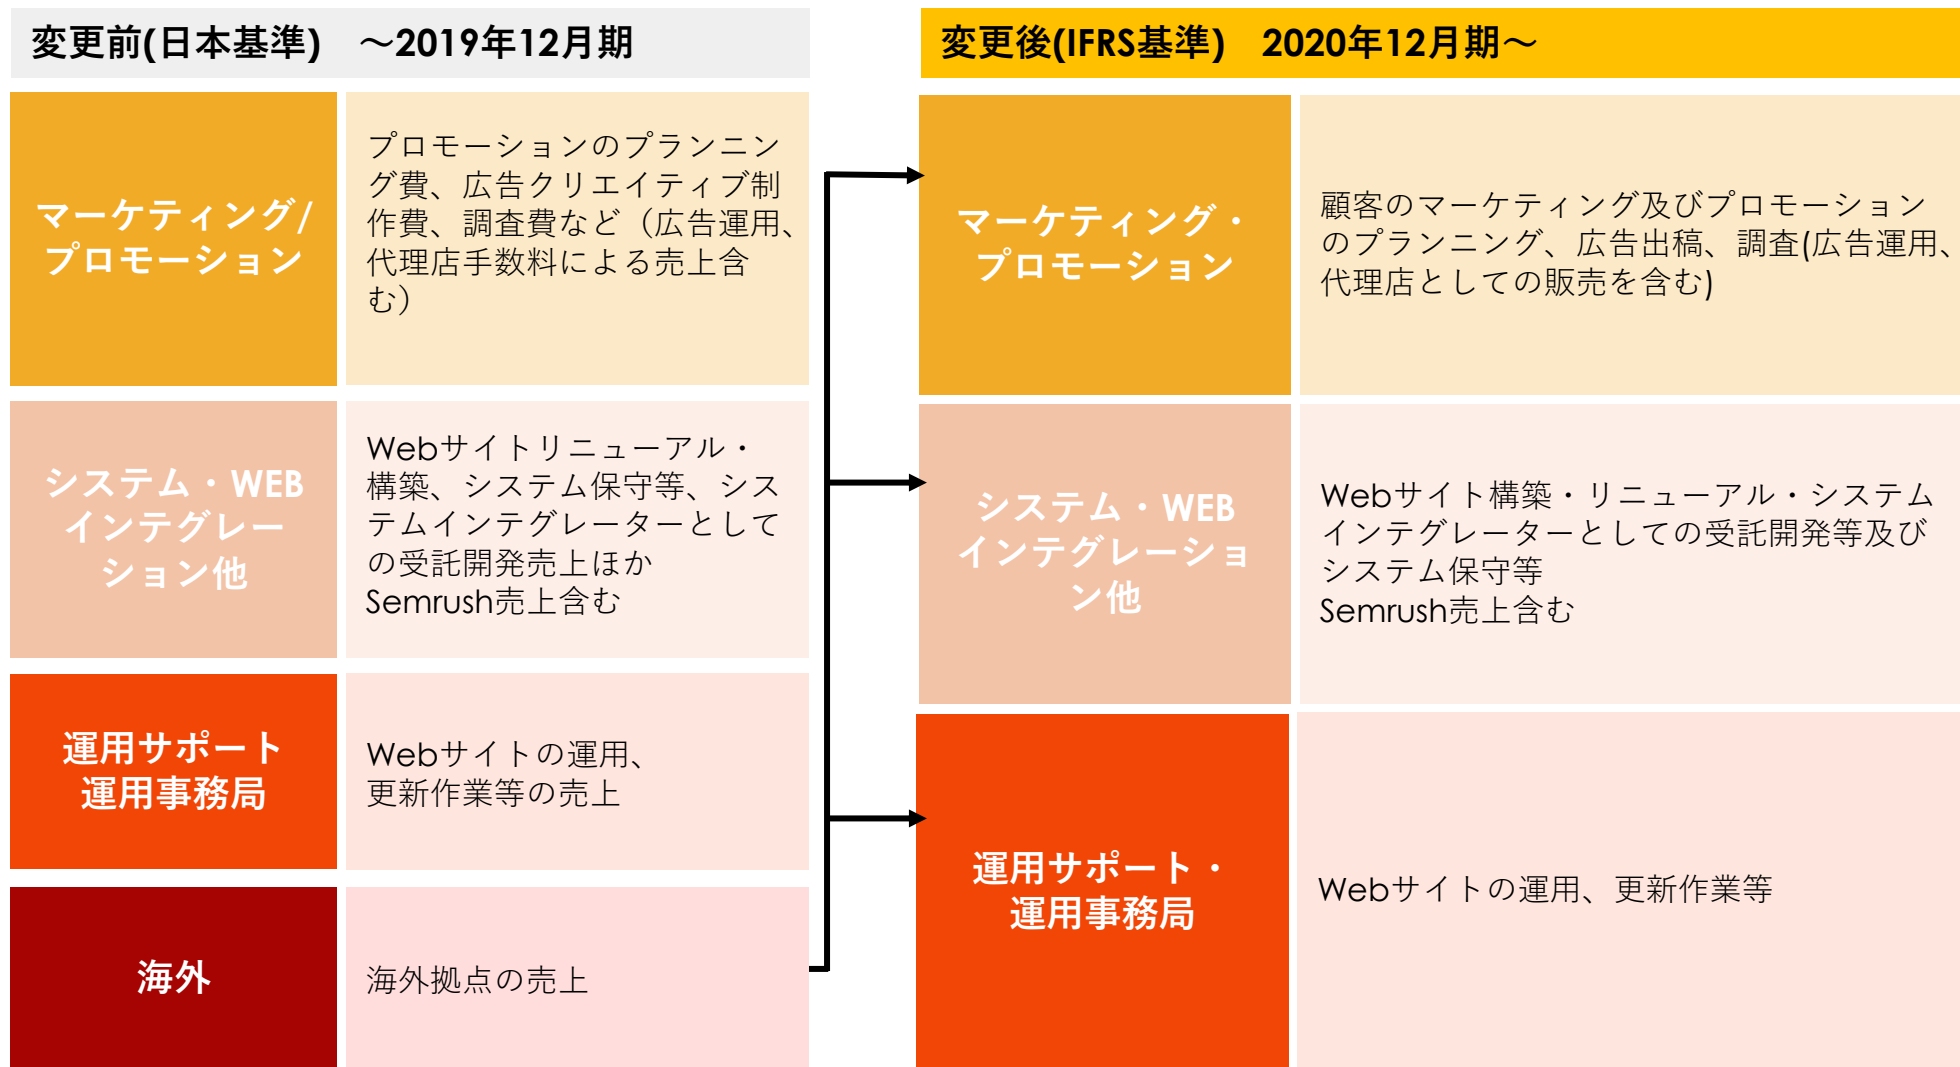 変更前(日本基準)　～2019年12月期
マーケティング/
プロモーション
プロモーションのプランニン
グ費、広告クリエイティブ制
作費、調査費など（広告運用、
代理店手数料による売上含
む）
システム・WEB
インテグレー
ション他
Webサイトリニューアル・
構築、システム保守等、シス
テムインテグレーターとして
の受託開発売上ほか
Semrush売上含む
運用サポート
運用事務局
Webサイトの運用、
更新作業等の売上
海外
海外拠点の売上
変更後(IFRS基準)　2020年12月期～
マーケティング・
プロモーション
顧客のマーケティング及びプロモーション
のプランニング、広告出稿、調査(広告運用、
代理店としての販売を含む)
システム・WEB
インテグレーショ
ン他
Webサイト構築・リニューアル・システム
インテグレーターとしての受託開発等及び
システム保守等
Semrush売上含む
運用サポート・
運用事務局
Webサイトの運用、更新作業等